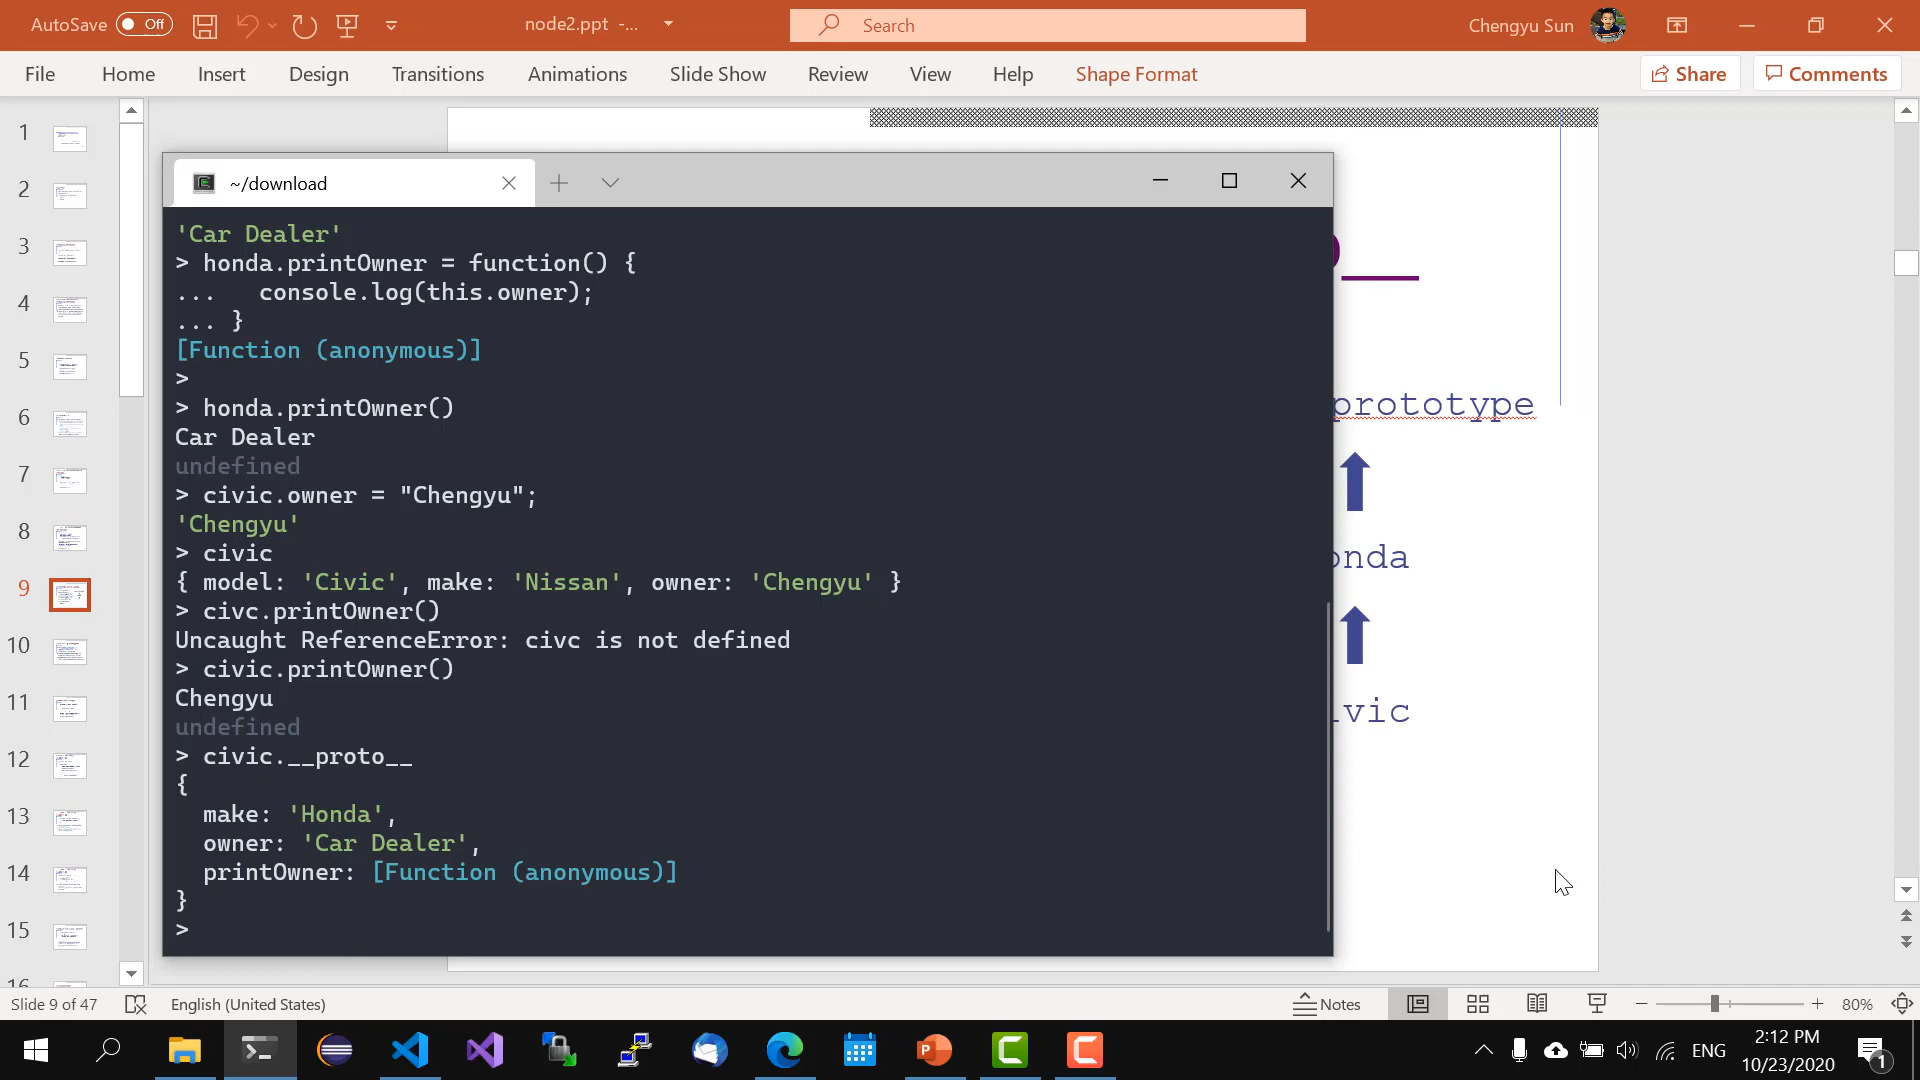 AutoSave Off node2.ppt -... Search Chengyu Sun
File Home Insert Design Transitions Animations Slide Show Review View Help Shape Format Share Comments
~/download
'Car Dealer'
> honda.printOwner = function() {
...   console.log(this.owner);
... }
[Function (anonymous)]
>
> honda.printOwner()
Car Dealer
undefined
> civic.owner = "Chengyu";
'Chengyu'
> civic
{ model: 'Civic', make: 'Nissan', owner: 'Chengyu' }
> civc.printOwner()
Uncaught ReferenceError: civc is not defined
> civic.printOwner()
Chengyu
undefined
> civic.__proto__
{
  make: 'Honda',
  owner: 'Car Dealer',
  printOwner: [Function (anonymous)]
}
>
prototype
onda
ivic
1
2
3
4
5
6
7
8
9
10
11
12
13
14
15
16
Slide 9 of 47 English (United States) Notes 80%
ENG 2:12 PM
10/23/2020 1